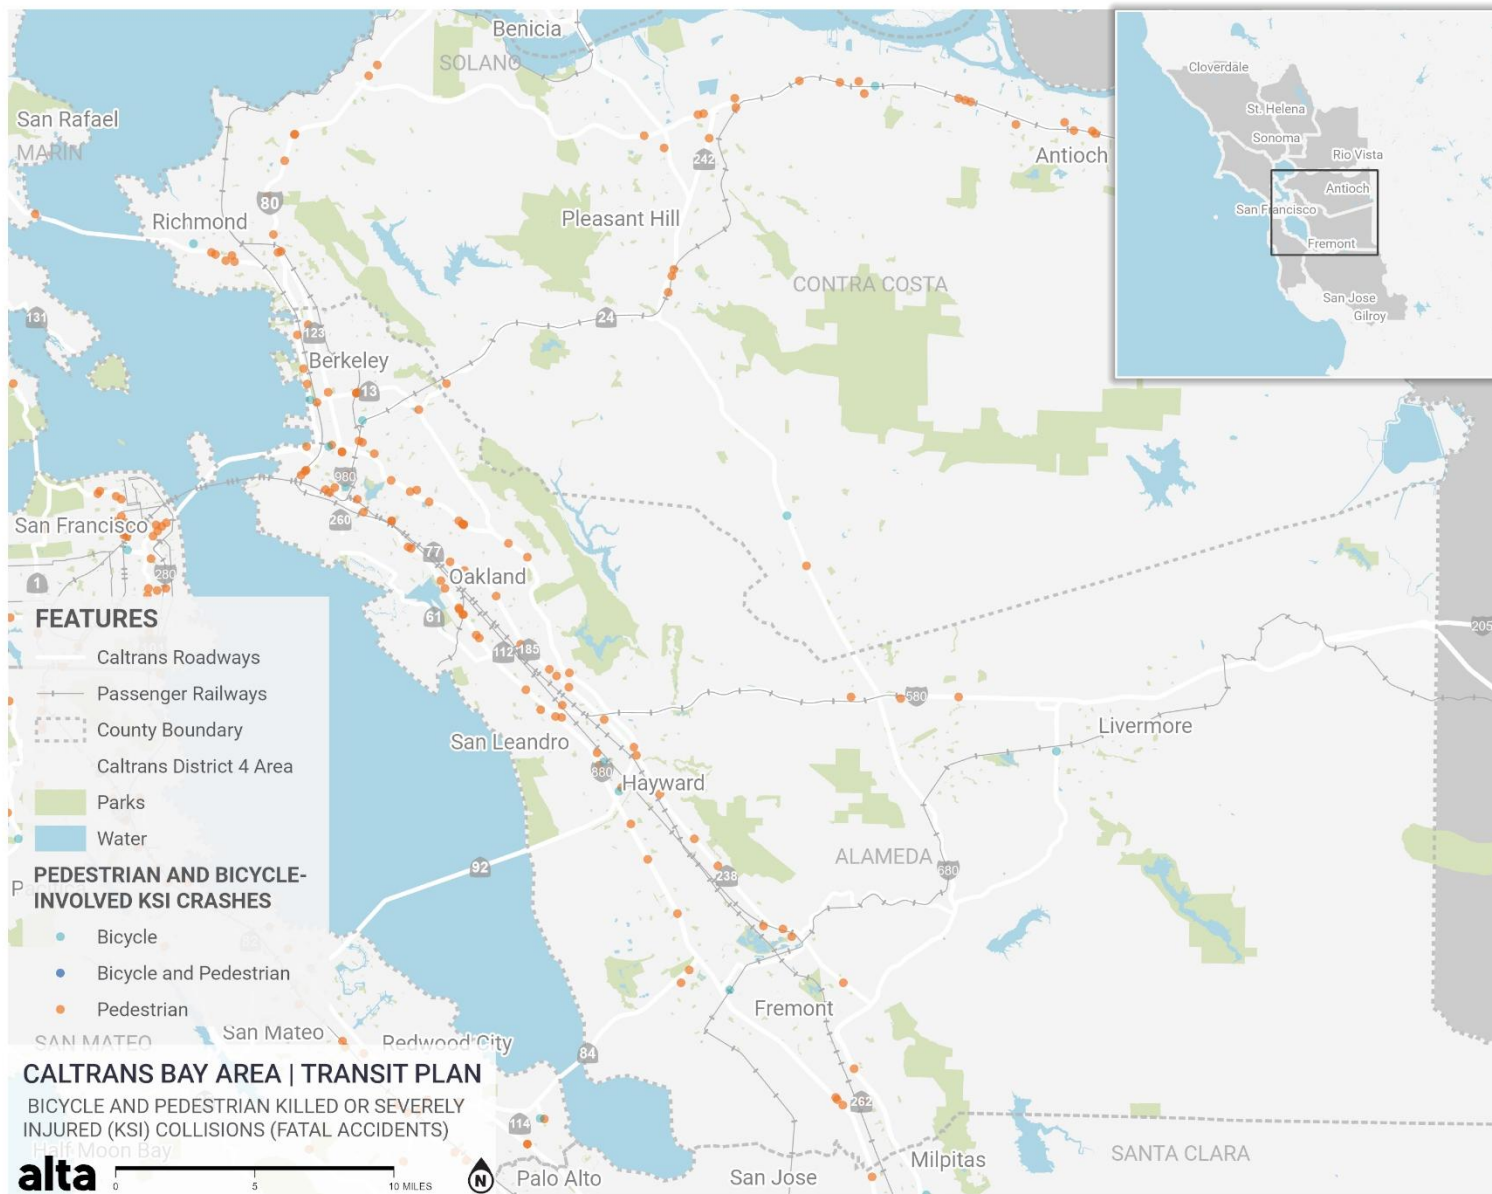 Benicia
SOLANO
San Rafael
MARIN
Antioch
242
80
Richmond
Pleasant Hill
CONTRA COSTA
131
24
123
Berkeley
13
980
San Francisco
260
77
Oakland
1
280
61
112
185
205
580
Livermore
San Leandro
880
Hayward
92
ALAMEDA
680
238
Fremont
San Mateo
Redwood City
SAN MATEO
84
262
114
Half Moon Bay
Palo Alto
San Jose
Milpitas
SANTA CLARA
Cloverdale
St. Helena
Sonoma
Rio Vista
Antioch
San Francisco
Fremont
San Jose
Gilroy
FEATURES
Caltrans Roadways
Passenger Railways
County Boundary
Caltrans District 4 Area
Parks
Water
PEDESTRIAN AND BICYCLE-
INVOLVED KSI CRASHES
Bicycle
Bicycle and Pedestrian
Pedestrian
CALTRANS BAY AREA | TRANSIT PLAN
BICYCLE AND PEDESTRIAN KILLED OR SEVERELY
INJURED (KSI) COLLISIONS (FATAL ACCIDENTS)
alta
0 5 10 MILES
N